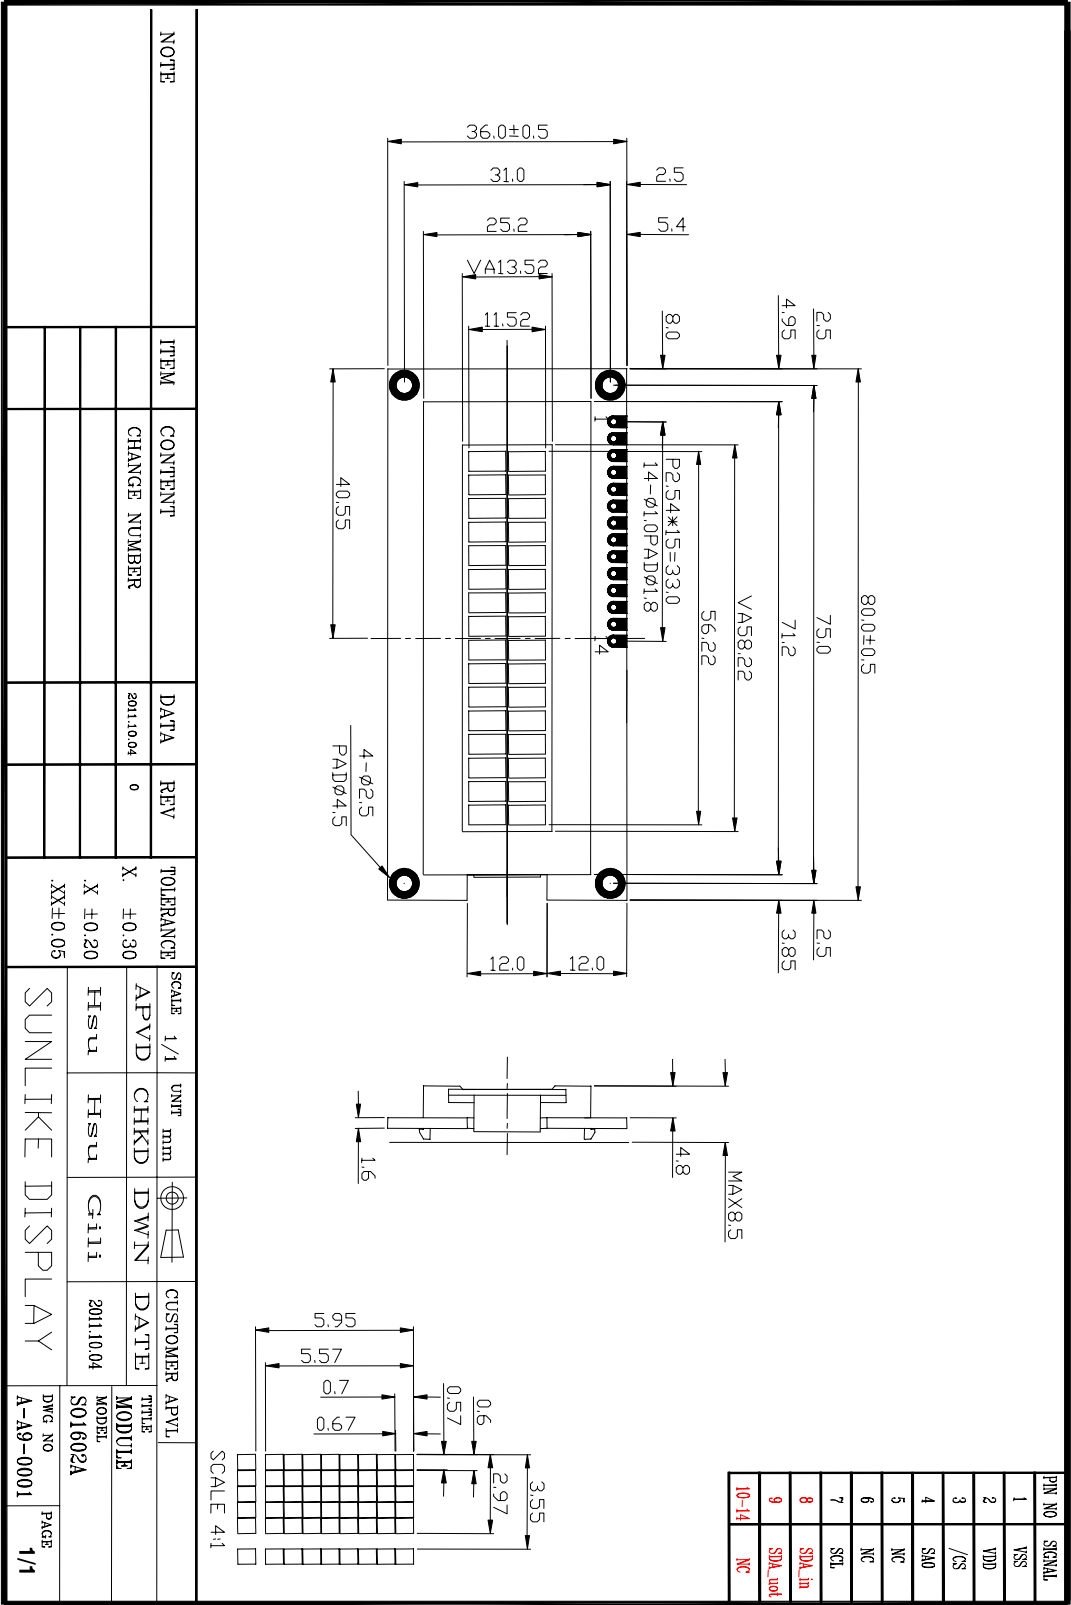 NOTE
36.0±0.5
31.0
2.5
25.2
5.4
VA13.52
11.52
8.0
4.95
2.5
1
P2.54*15=33.0
14-Ø1.0PADØ1.8
14
40.55
56.22
VA58.22
71.2
75.0
80.0±0.5
4-Ø2.5
PADØ4.5
12.0
12.0
3.85
2.5
1.6
4.8
MAX8.5
5.95
5.57
0.7
0.67
0.57
0.6
2.97
3.55
SCALE 4:1
PIN NO SIGNAL
1 VSS
2 VDD
3 /CS
4 SA0
5 NC
6 NC
7 SCL
8 SDA_in
9 SDA_uot
10-14 NC
ITEM CONTENT DATA REV
CHANGE NUMBER 2011.10.04 0
TOLERANCE
X. ±0.30
.X ±0.20
.XX±0.05
SCALE 1/1 UNIT mm CUSTOMER APVL
APVD CHKD DWN DATE
Hsu Hsu Gili 2011.10.04
SUNLIKE DISPLAY
TITLE
MODULE
MODEL
SO1602A
DWG NO
A-A9-0001
PAGE
1/1